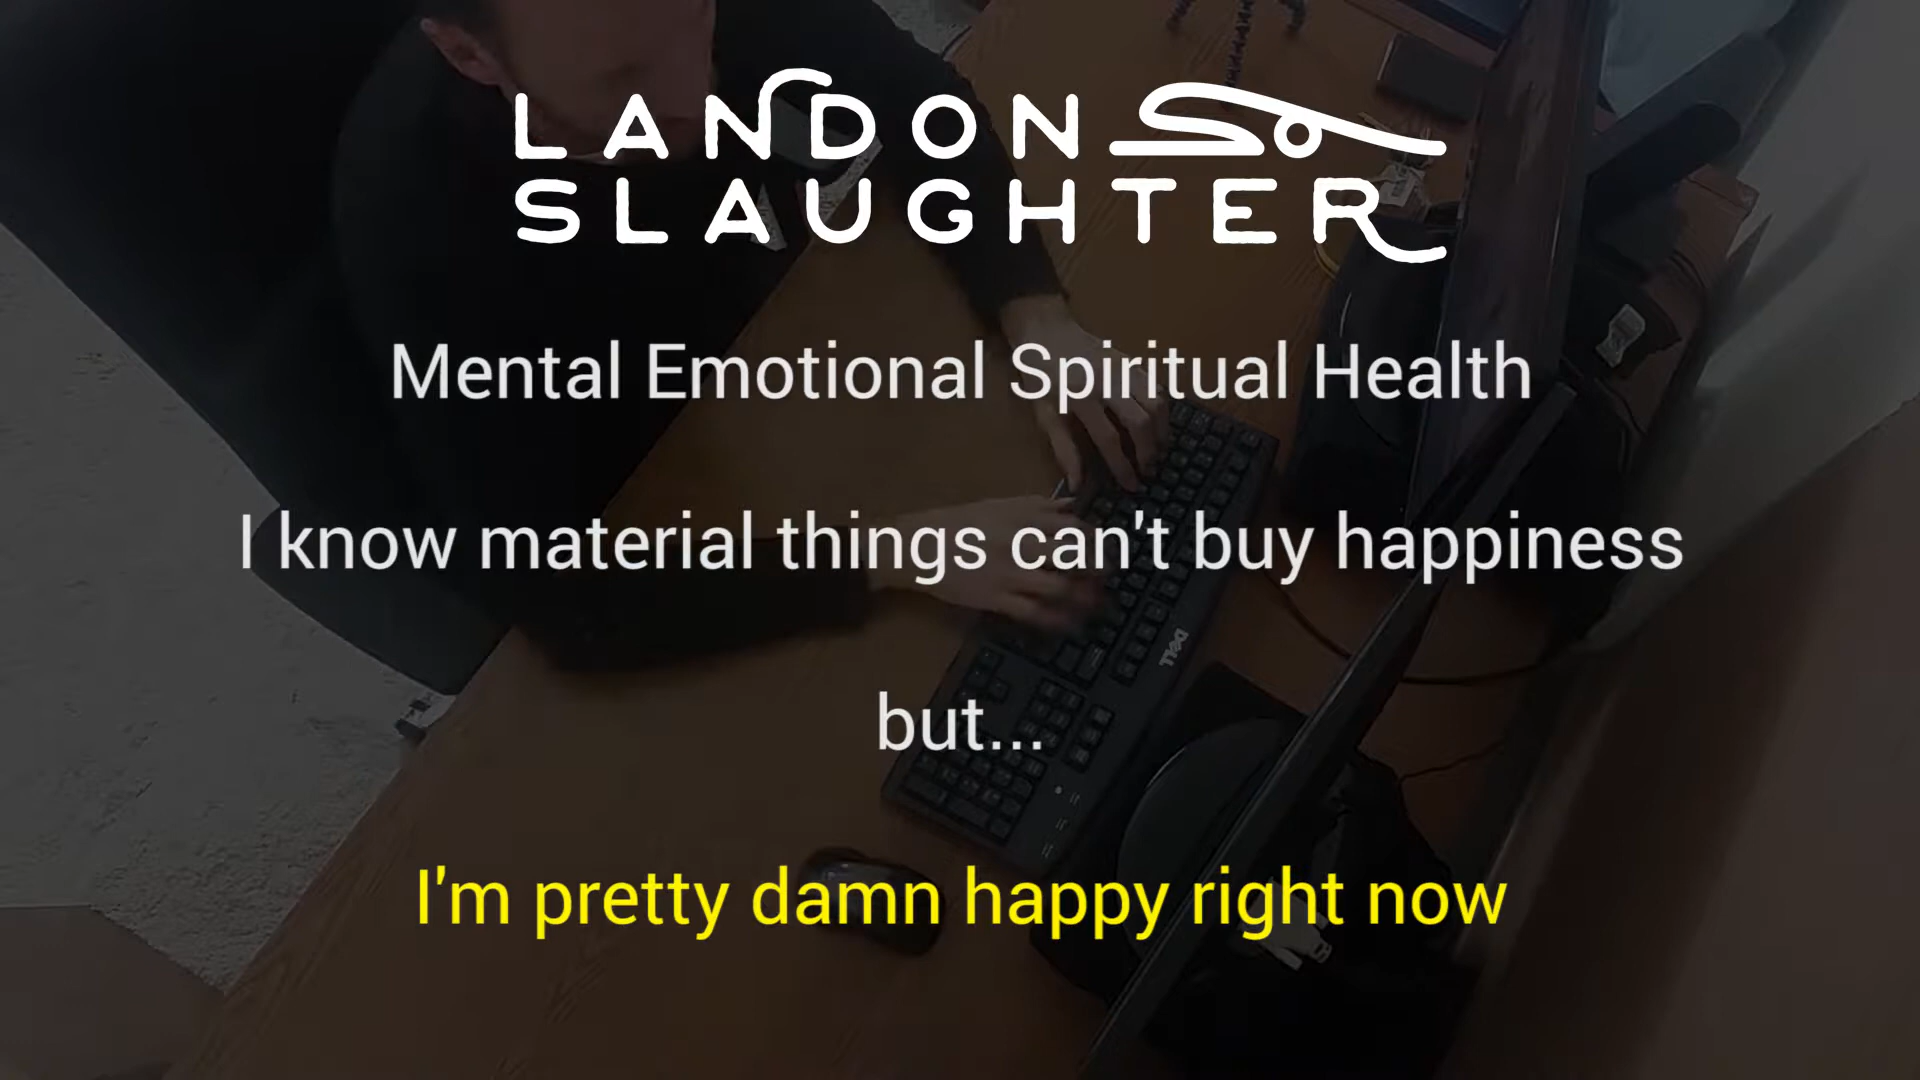 LANDON
SLAUGHTER
Mental Emotional Spiritual Health
I know material things can't buy happiness
but...
I'm pretty damn happy right now
DELL